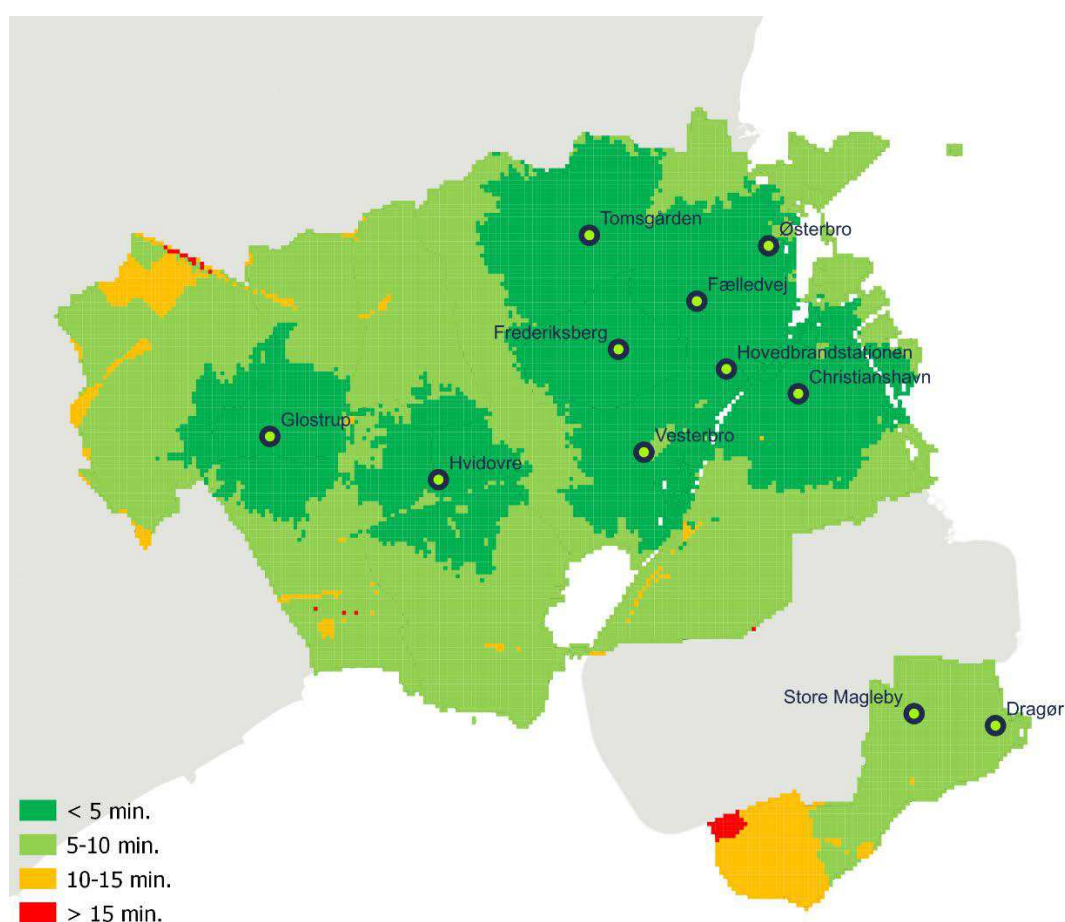 Tomsgården
Østerbro
Fælledvej
Frederiksberg
Hovedbrandstationen
Christianshavn
Glostrup
Vesterbro
Hvidovre
Store Magleby
Dragør
< 5 min.
5-10 min.
10-15 min.
> 15 min.